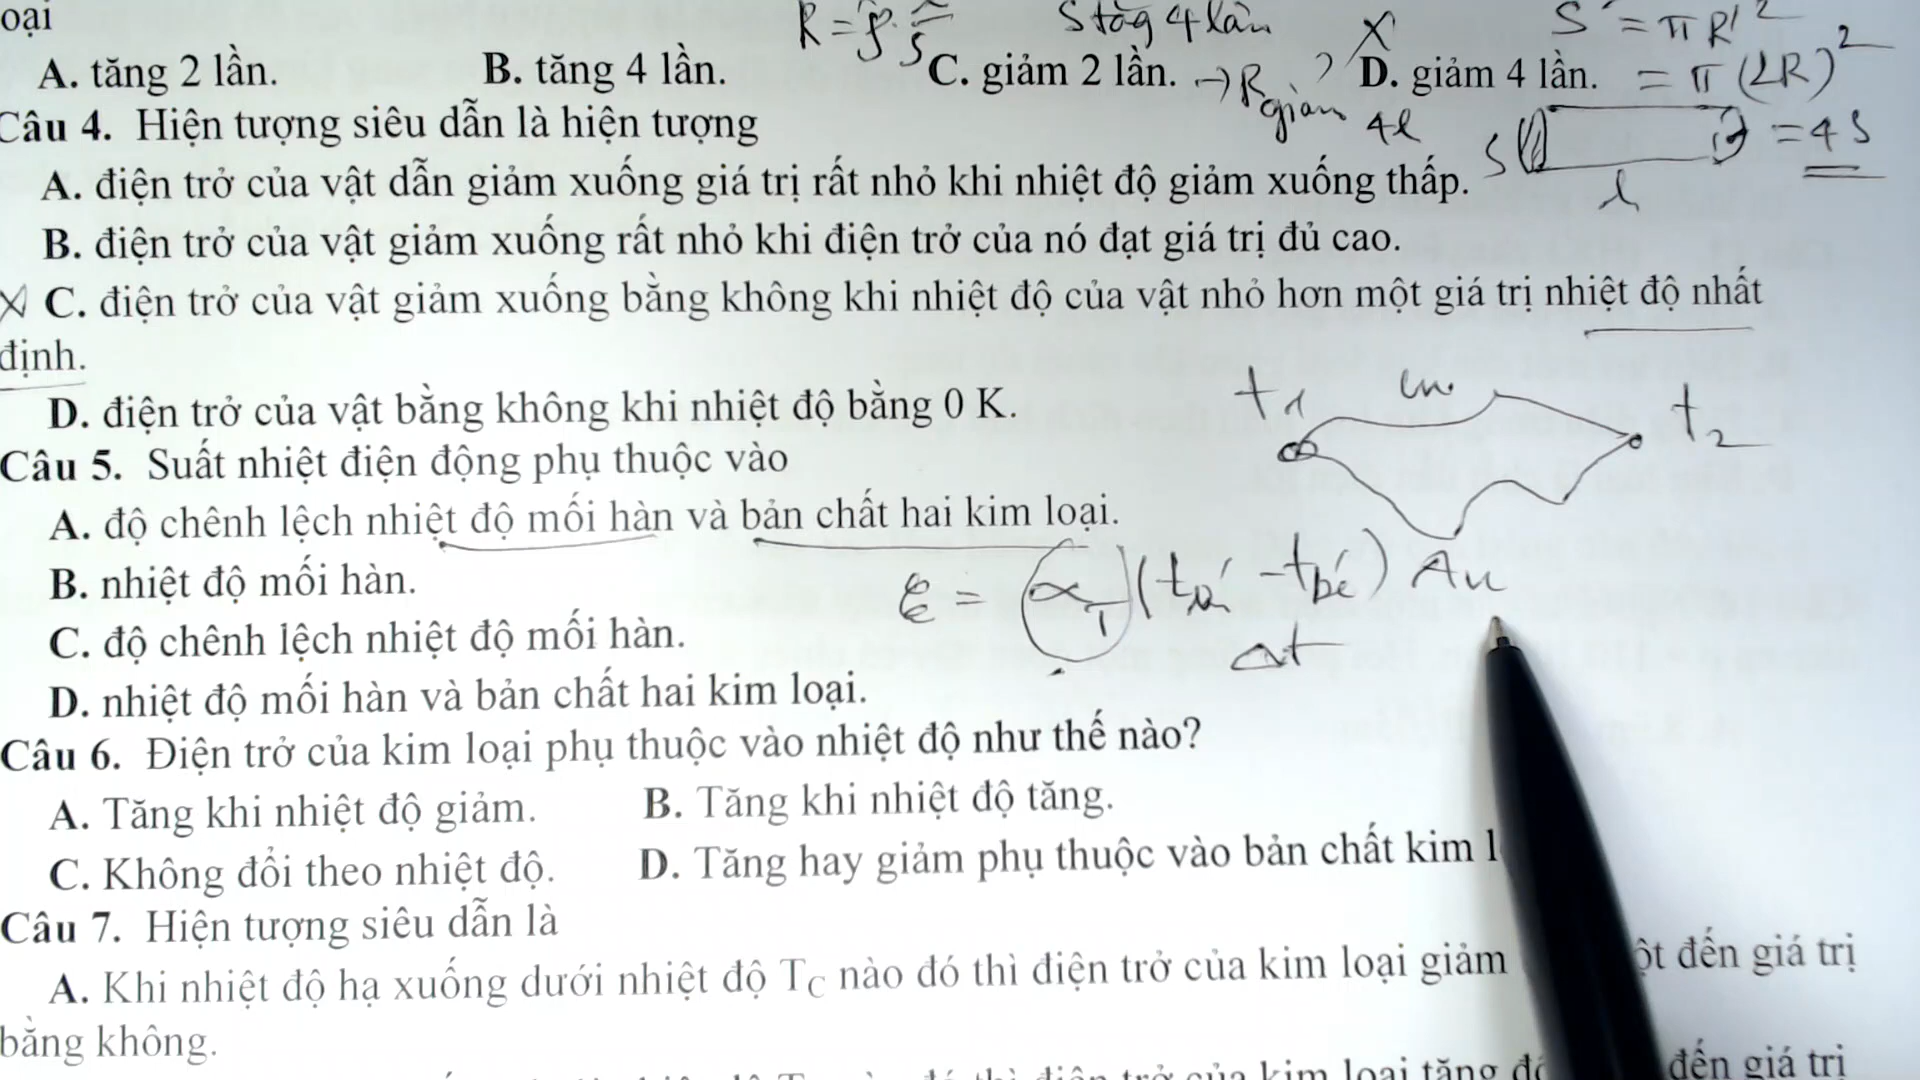 oại
R = ρ. S
S tăng 4 lần
X
S' = π R'²
A. tăng 2 lần. B. tăng 4 lần. C. giảm 2 lần. D. giảm 4 lần.
→ R giảm 4l
= π (2R)²
= 4S
S
l
Câu 4. Hiện tượng siêu dẫn là hiện tượng
A. điện trở của vật dẫn giảm xuống giá trị rất nhỏ khi nhiệt độ giảm xuống thấp.
B. điện trở của vật giảm xuống rất nhỏ khi điện trở của nó đạt giá trị đủ cao.
X C. điện trở của vật giảm xuống bằng không khi nhiệt độ của vật nhỏ hơn một giá trị nhiệt độ nhất
định.
D. điện trở của vật bằng không khi nhiệt độ bằng 0 K.
t₁
t₂
Câu 5. Suất nhiệt điện động phụ thuộc vào
A. độ chênh lệch nhiệt độ mối hàn và bản chất hai kim loại.
B. nhiệt độ mối hàn.
ξ = α_T (t - t bé) Au
Δt
C. độ chênh lệch nhiệt độ mối hàn.
D. nhiệt độ mối hàn và bản chất hai kim loại.
Câu 6. Điện trở của kim loại phụ thuộc vào nhiệt độ như thế nào?
A. Tăng khi nhiệt độ giảm. B. Tăng khi nhiệt độ tăng.
C. Không đổi theo nhiệt độ. D. Tăng hay giảm phụ thuộc vào bản chất kim l
Câu 7. Hiện tượng siêu dẫn là
A. Khi nhiệt độ hạ xuống dưới nhiệt độ T_C nào đó thì điện trở của kim loại giảm ột đến giá trị
bằng không.
điện trở của kim loại tăng đ đến giá trị